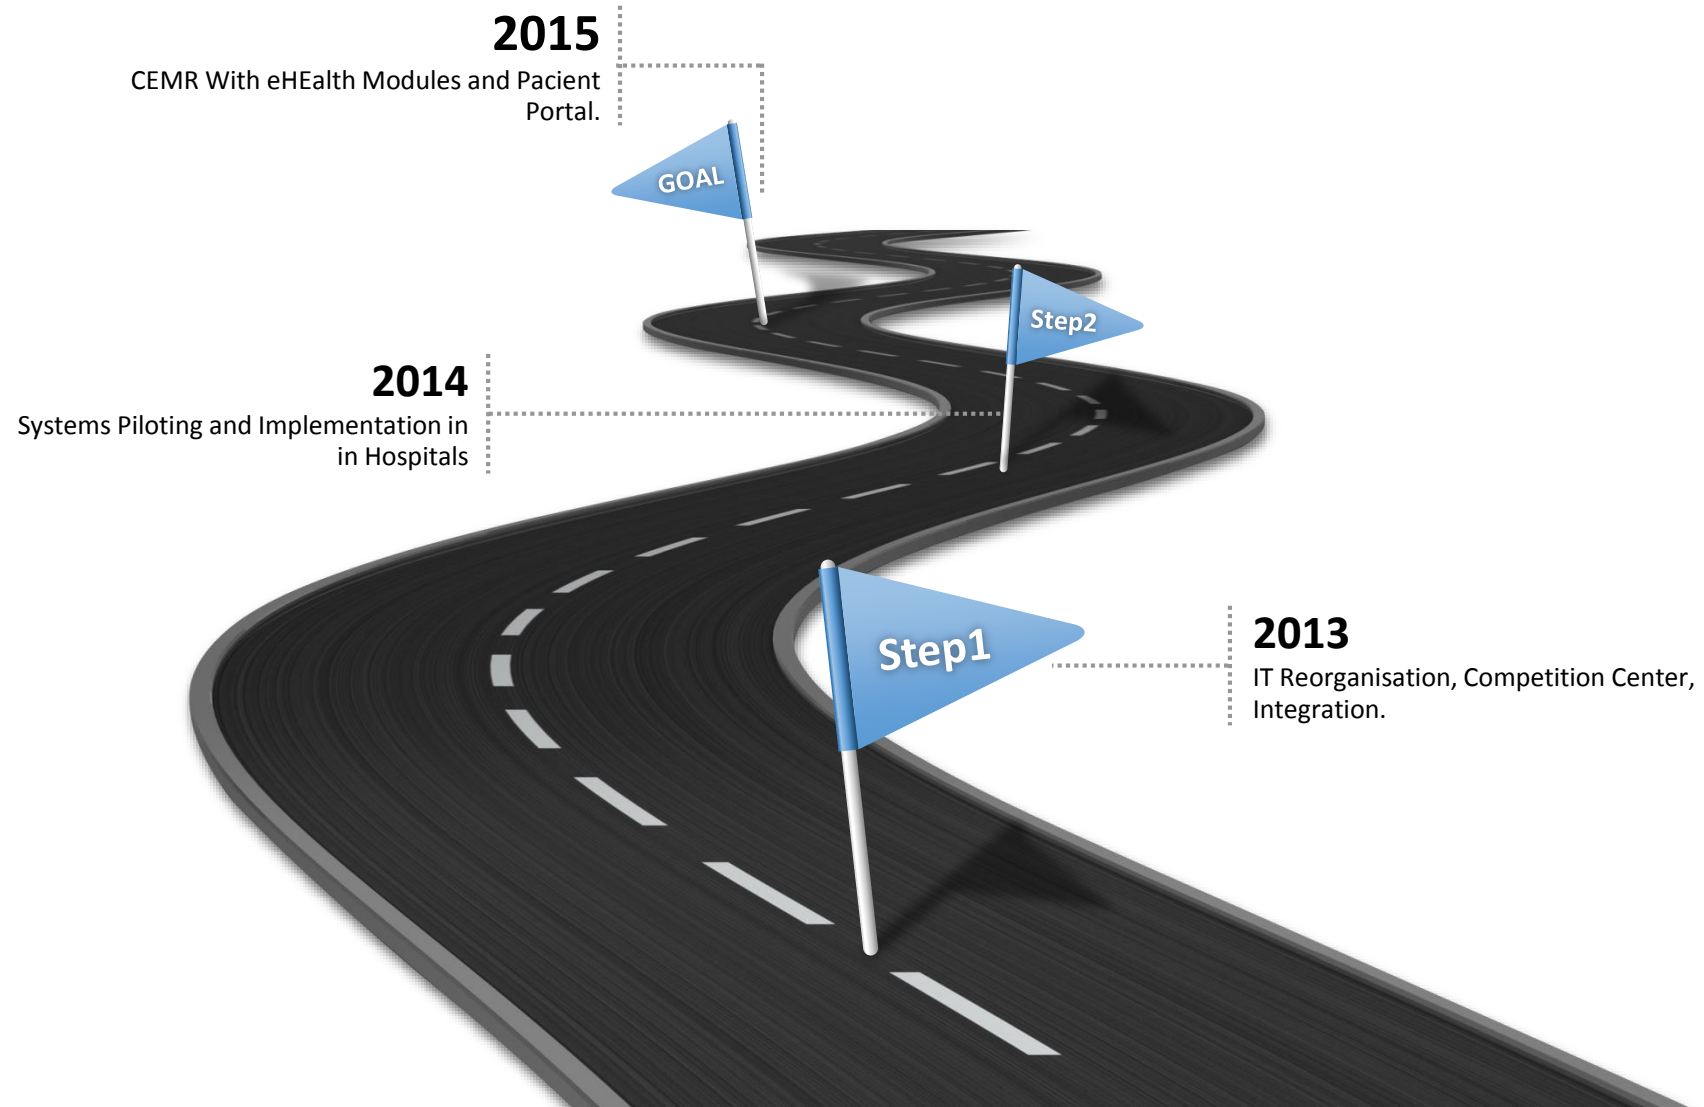 2015
CEMR With eHEalth Modules and Pacient
Portal.
GOAL
Step2
2014
Systems Piloting and Implementation in
in Hospitals
Step1
2013
IT Reorganisation, Competition Center,
Integration.